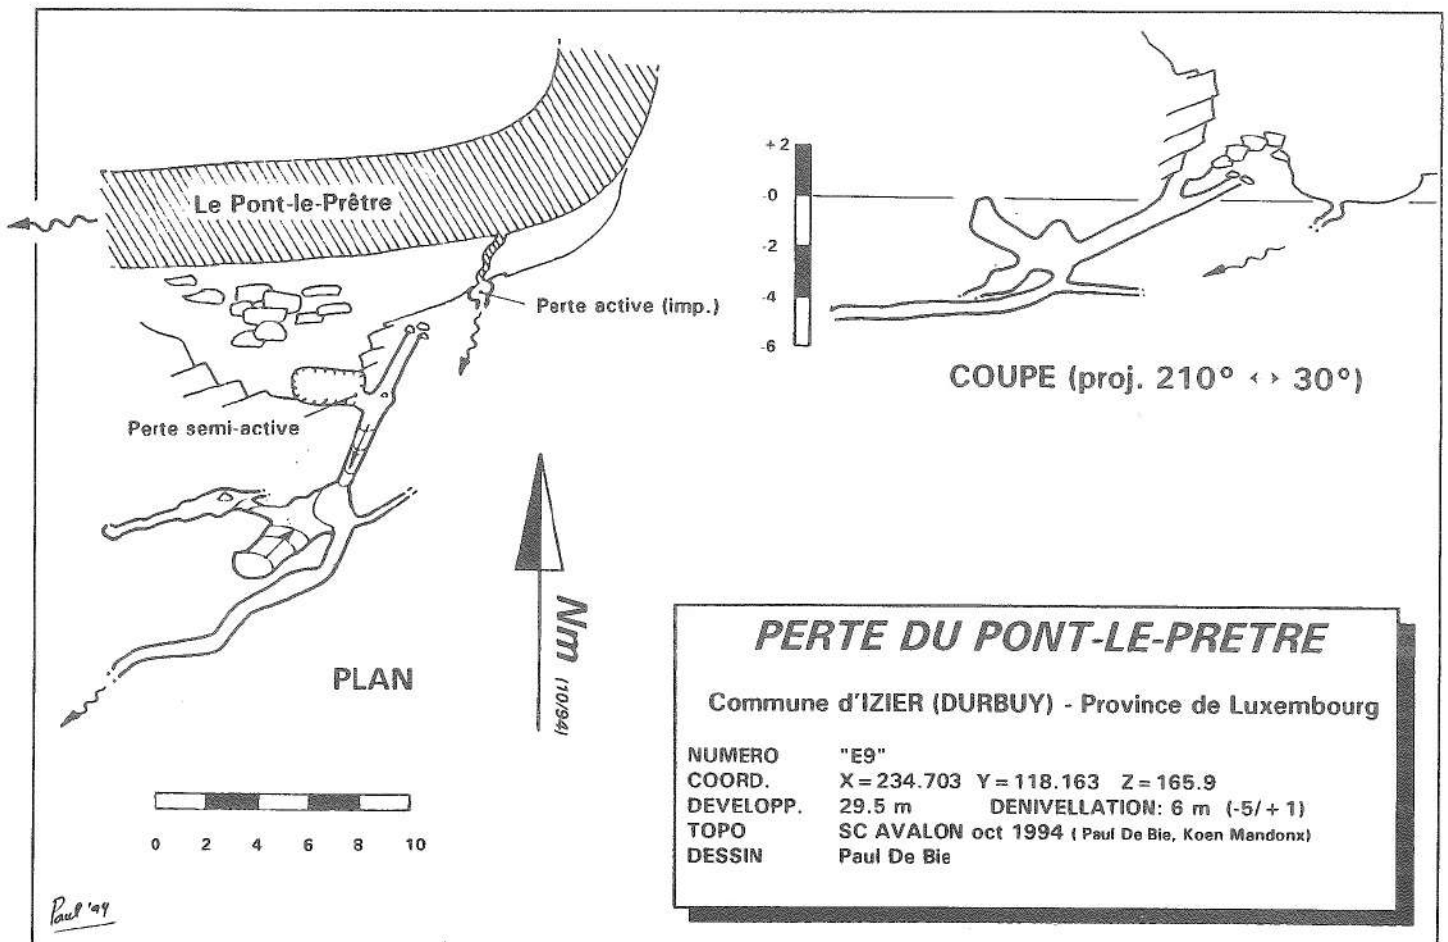 Le Pont-le-Prêtre
Perte active (imp.)
Perte semi-active
PLAN
Nm (10/94)
0 2 4 6 8 10
Paul '94
+2
-0
-2
-4
-6
COUPE (proj. 210° <> 30°)
PERTE DU PONT-LE-PRETRE
Commune d'IZIER (DURBUY) - Province de Luxembourg
NUMERO "E9"
COORD. X=234.703 Y=118.163 Z=165.9
DEVELOPP. 29.5 m DENIVELLATION: 6 m (-5/+1)
TOPO SC AVALON oct 1994 (Paul De Bie, Koen Mandonx)
DESSIN Paul De Bie